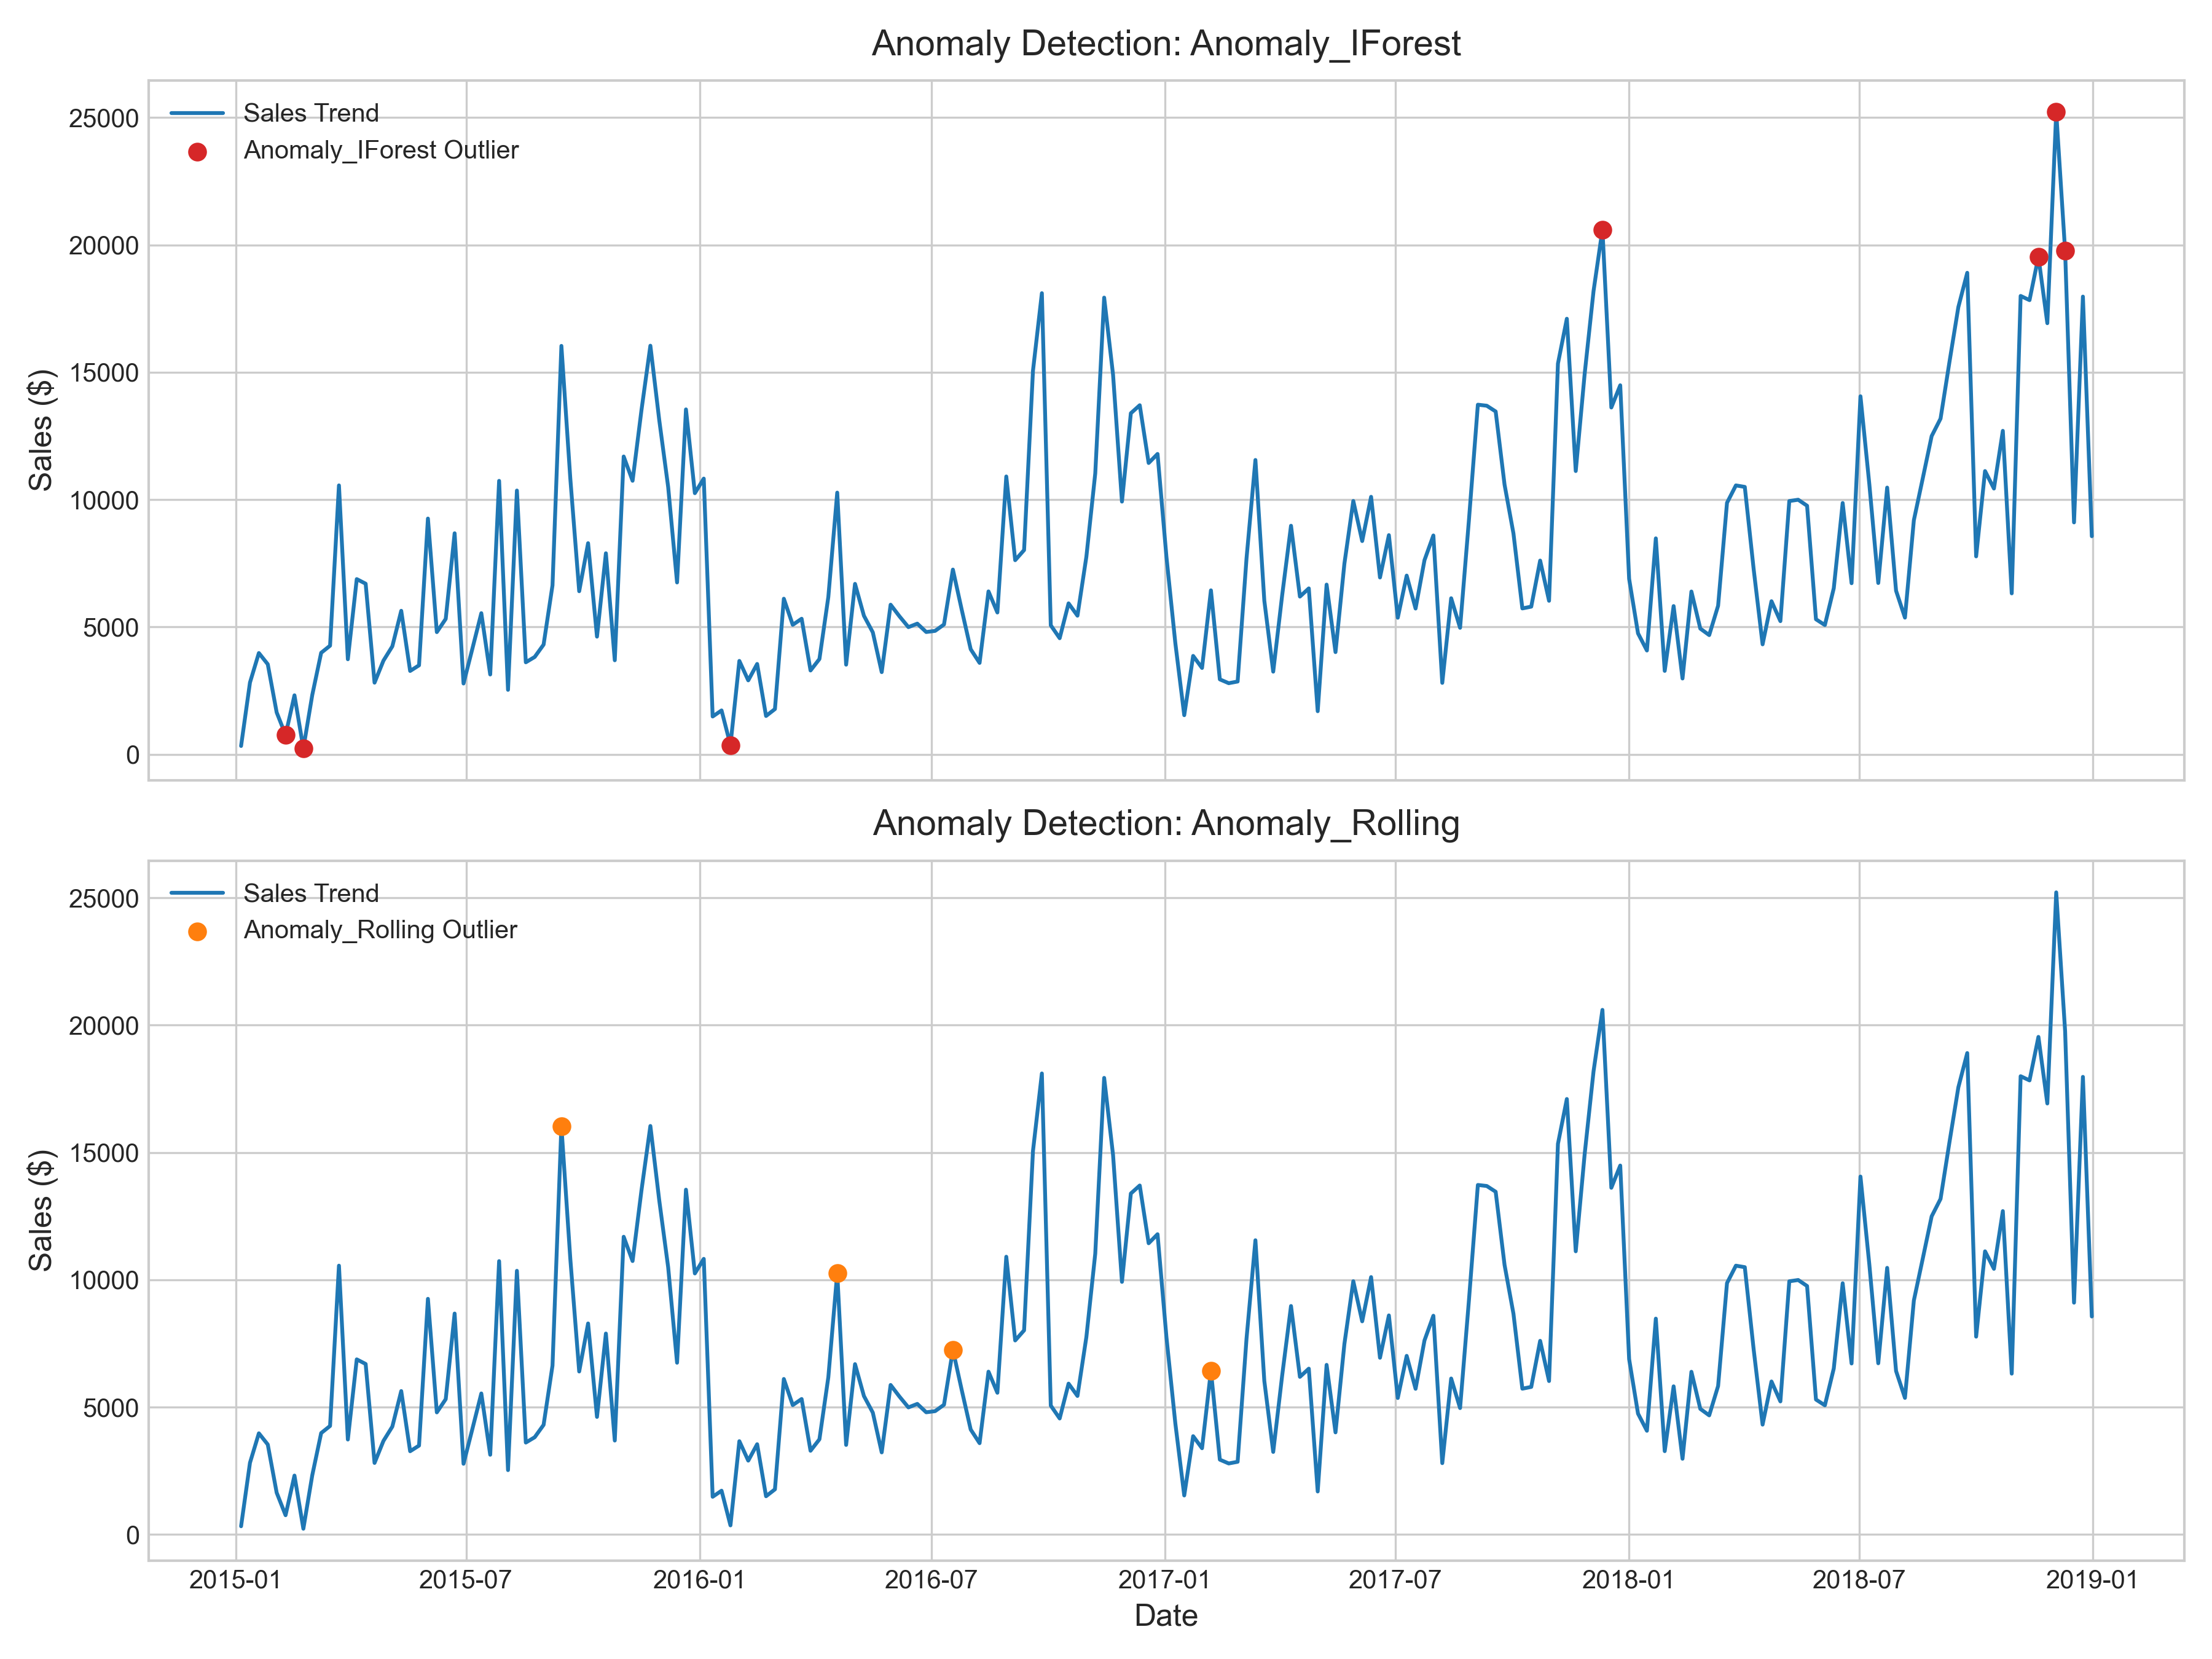 Anomaly Detection: Anomaly_IForest
Sales Trend
Anomaly_IForest Outlier
25000
20000
15000
10000
5000
0
Sales ($)
Anomaly Detection: Anomaly_Rolling
Sales Trend
Anomaly_Rolling Outlier
25000
20000
15000
10000
5000
0
Sales ($)
2015-01 2015-07 2016-01 2016-07 2017-01 2017-07 2018-01 2018-07 2019-01
Date